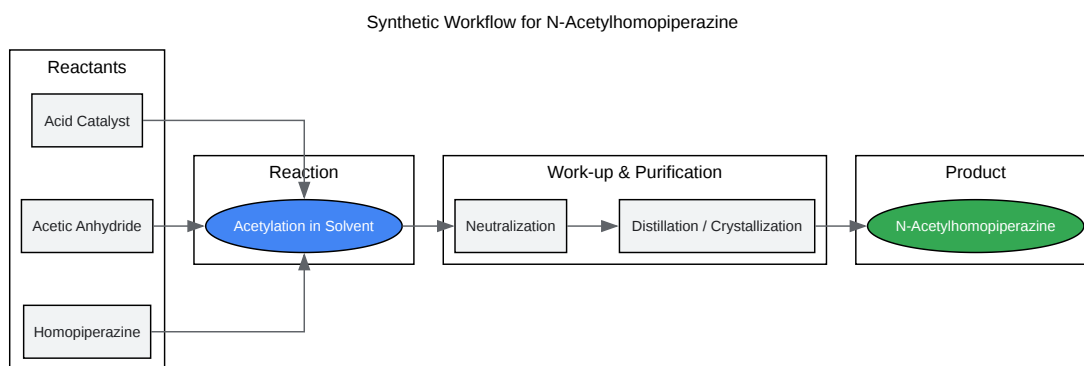 Synthetic Workflow for N-Acetylhomopiperazine
Reactants
Acid Catalyst
Acetic Anhydride
Homopiperazine
Reaction
Acetylation in Solvent
Work-up & Purification
Neutralization
Distillation / Crystallization
Product
N-Acetylhomopiperazine